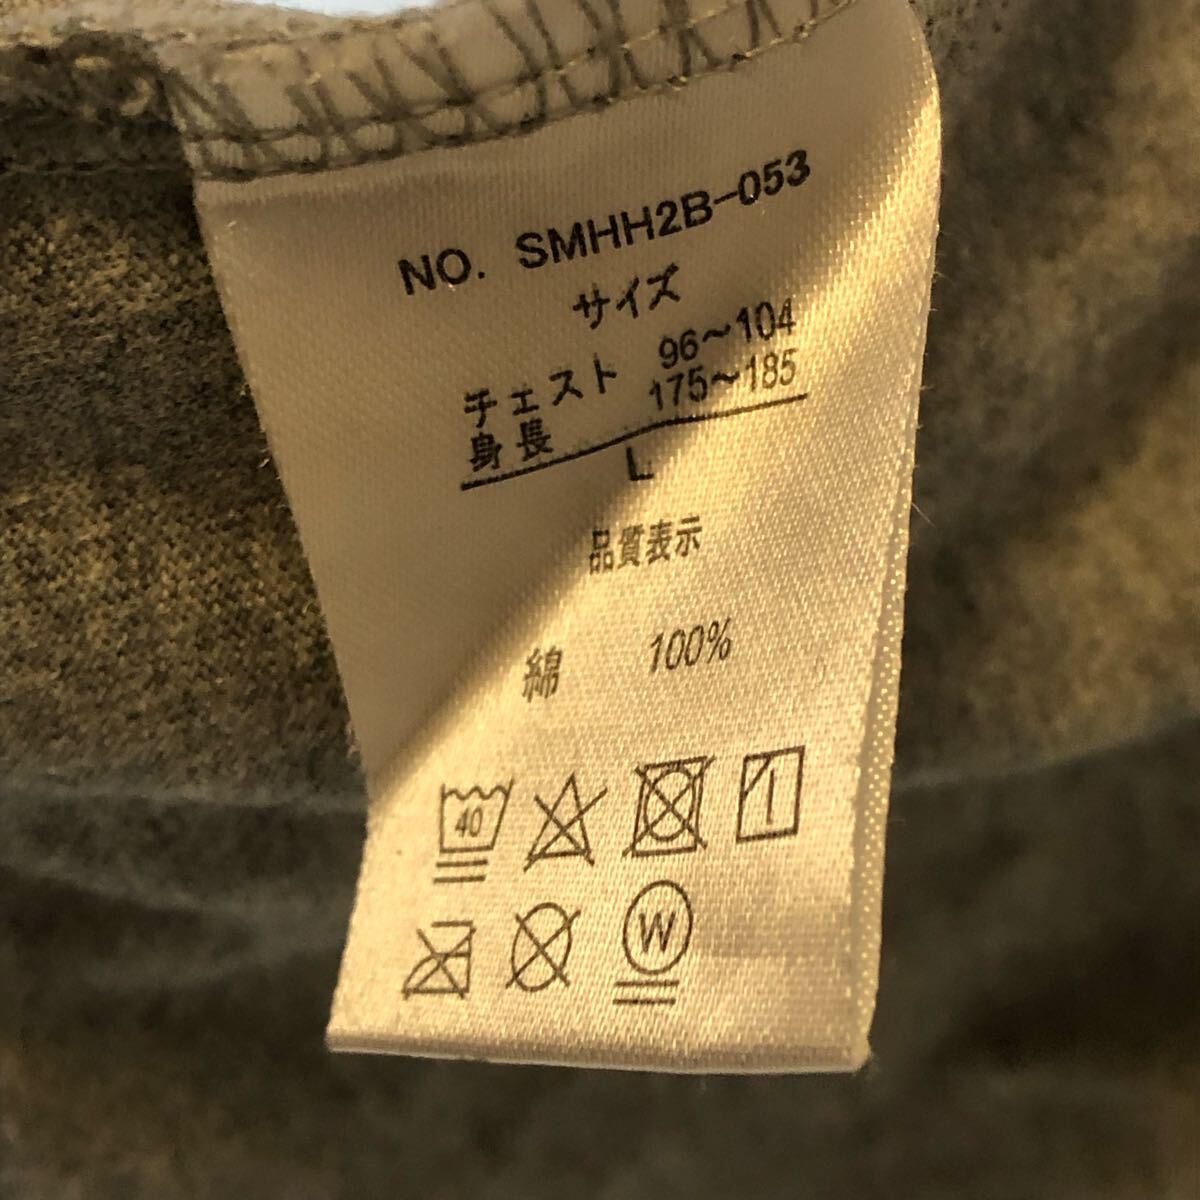 NO. SMHH2B-053
サイズ
チェスト 96～104
身長 175～185
L
品質表示
綿 100%
40
W